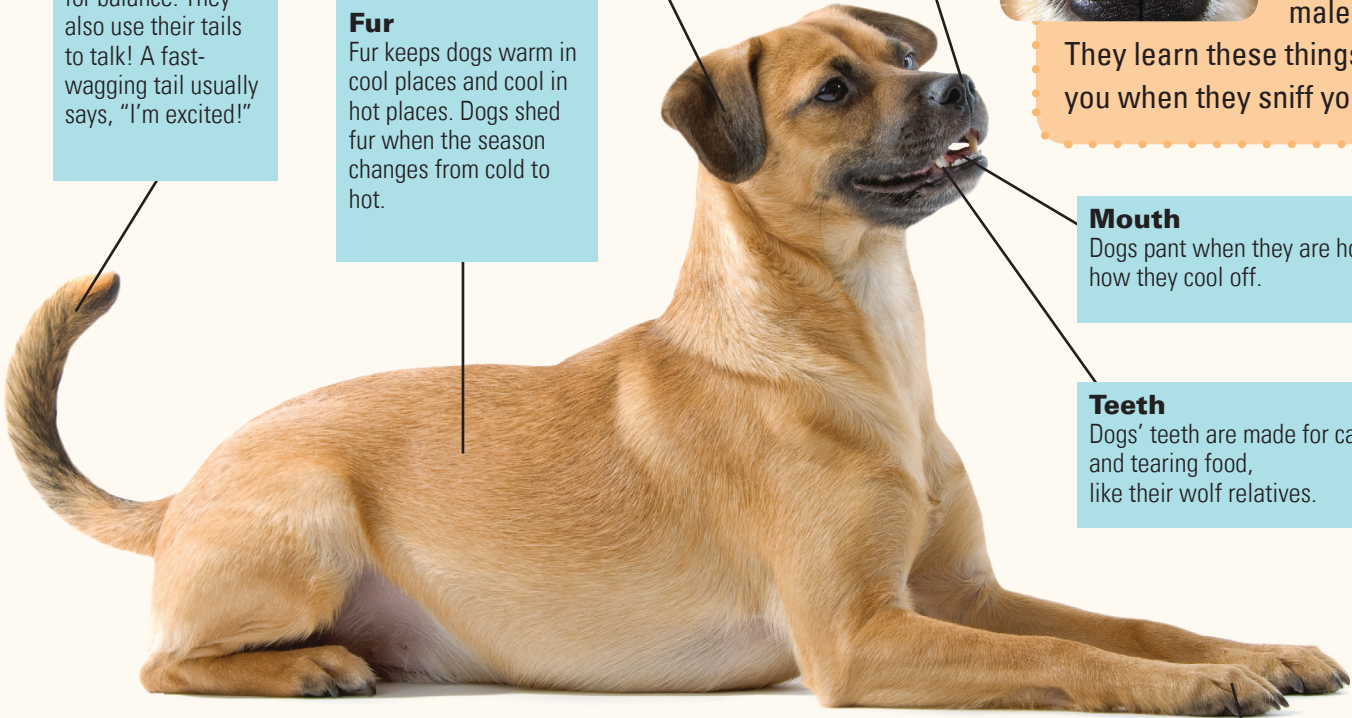 for balance. They
also use their tails
to talk! A fast-
wagging tail usually
says, “I’m excited!”
Fur
Fur keeps dogs warm in
cool places and cool in
hot places. Dogs shed
fur when the season
changes from cold to
hot.
male
They learn these things
you when they sniff yo
Mouth
Dogs pant when they are ho
how they cool off.
Teeth
Dogs’ teeth are made for ca
and tearing food,
like their wolf relatives.